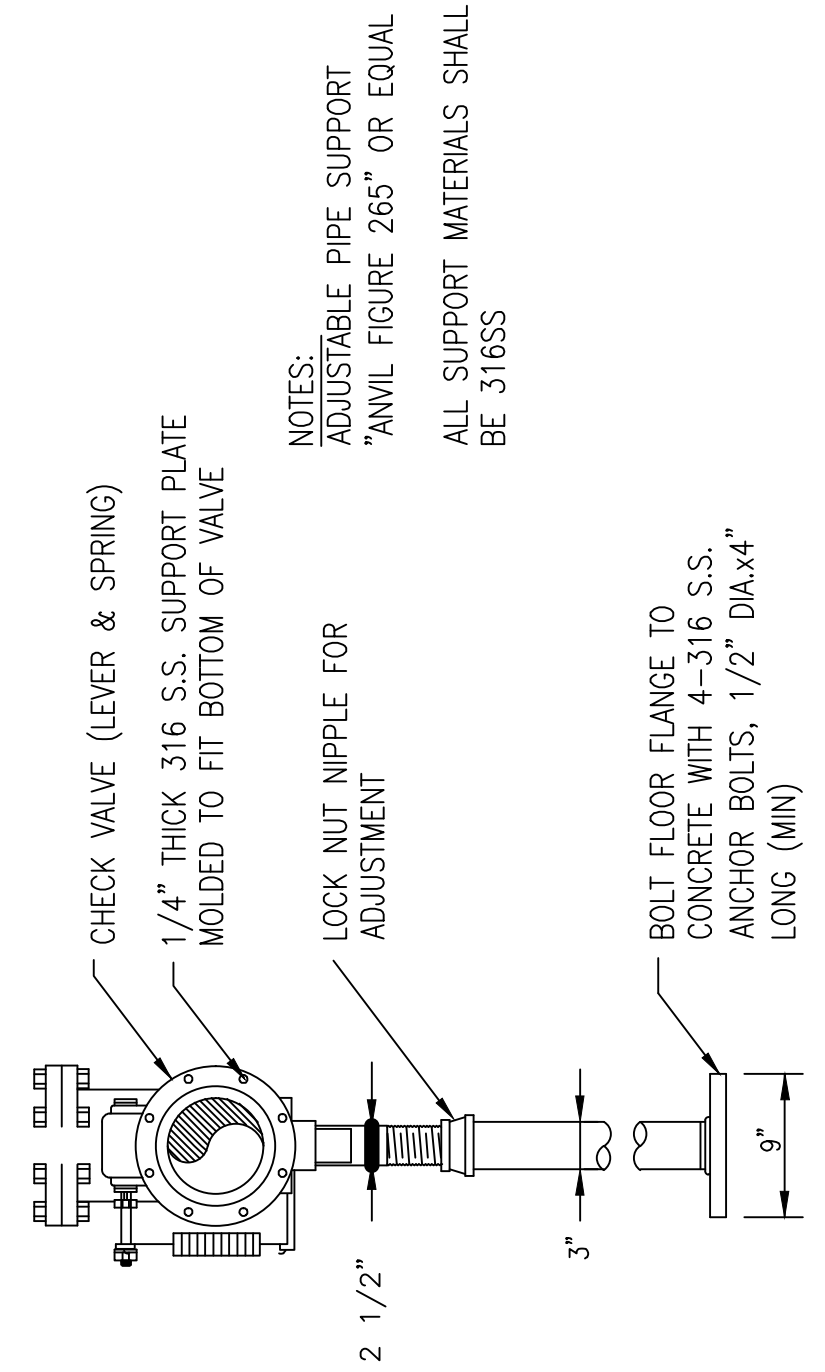 CHECK VALVE (LEVER & SPRING)
1/4" THICK 316 S.S. SUPPORT PLATE
MOLDED TO FIT BOTTOM OF VALVE
LOCK NUT NIPPLE FOR
ADJUSTMENT
BOLT FLOOR FLANGE TO
CONCRETE WITH 4-316 S.S.
ANCHOR BOLTS, 1/2" DIA.x4"
LONG (MIN)
2 1/2"
3"
9"
NOTES:
ADJUSTABLE PIPE SUPPORT
"ANVIL FIGURE 265" OR EQUAL
ALL SUPPORT MATERIALS SHALL
BE 316SS